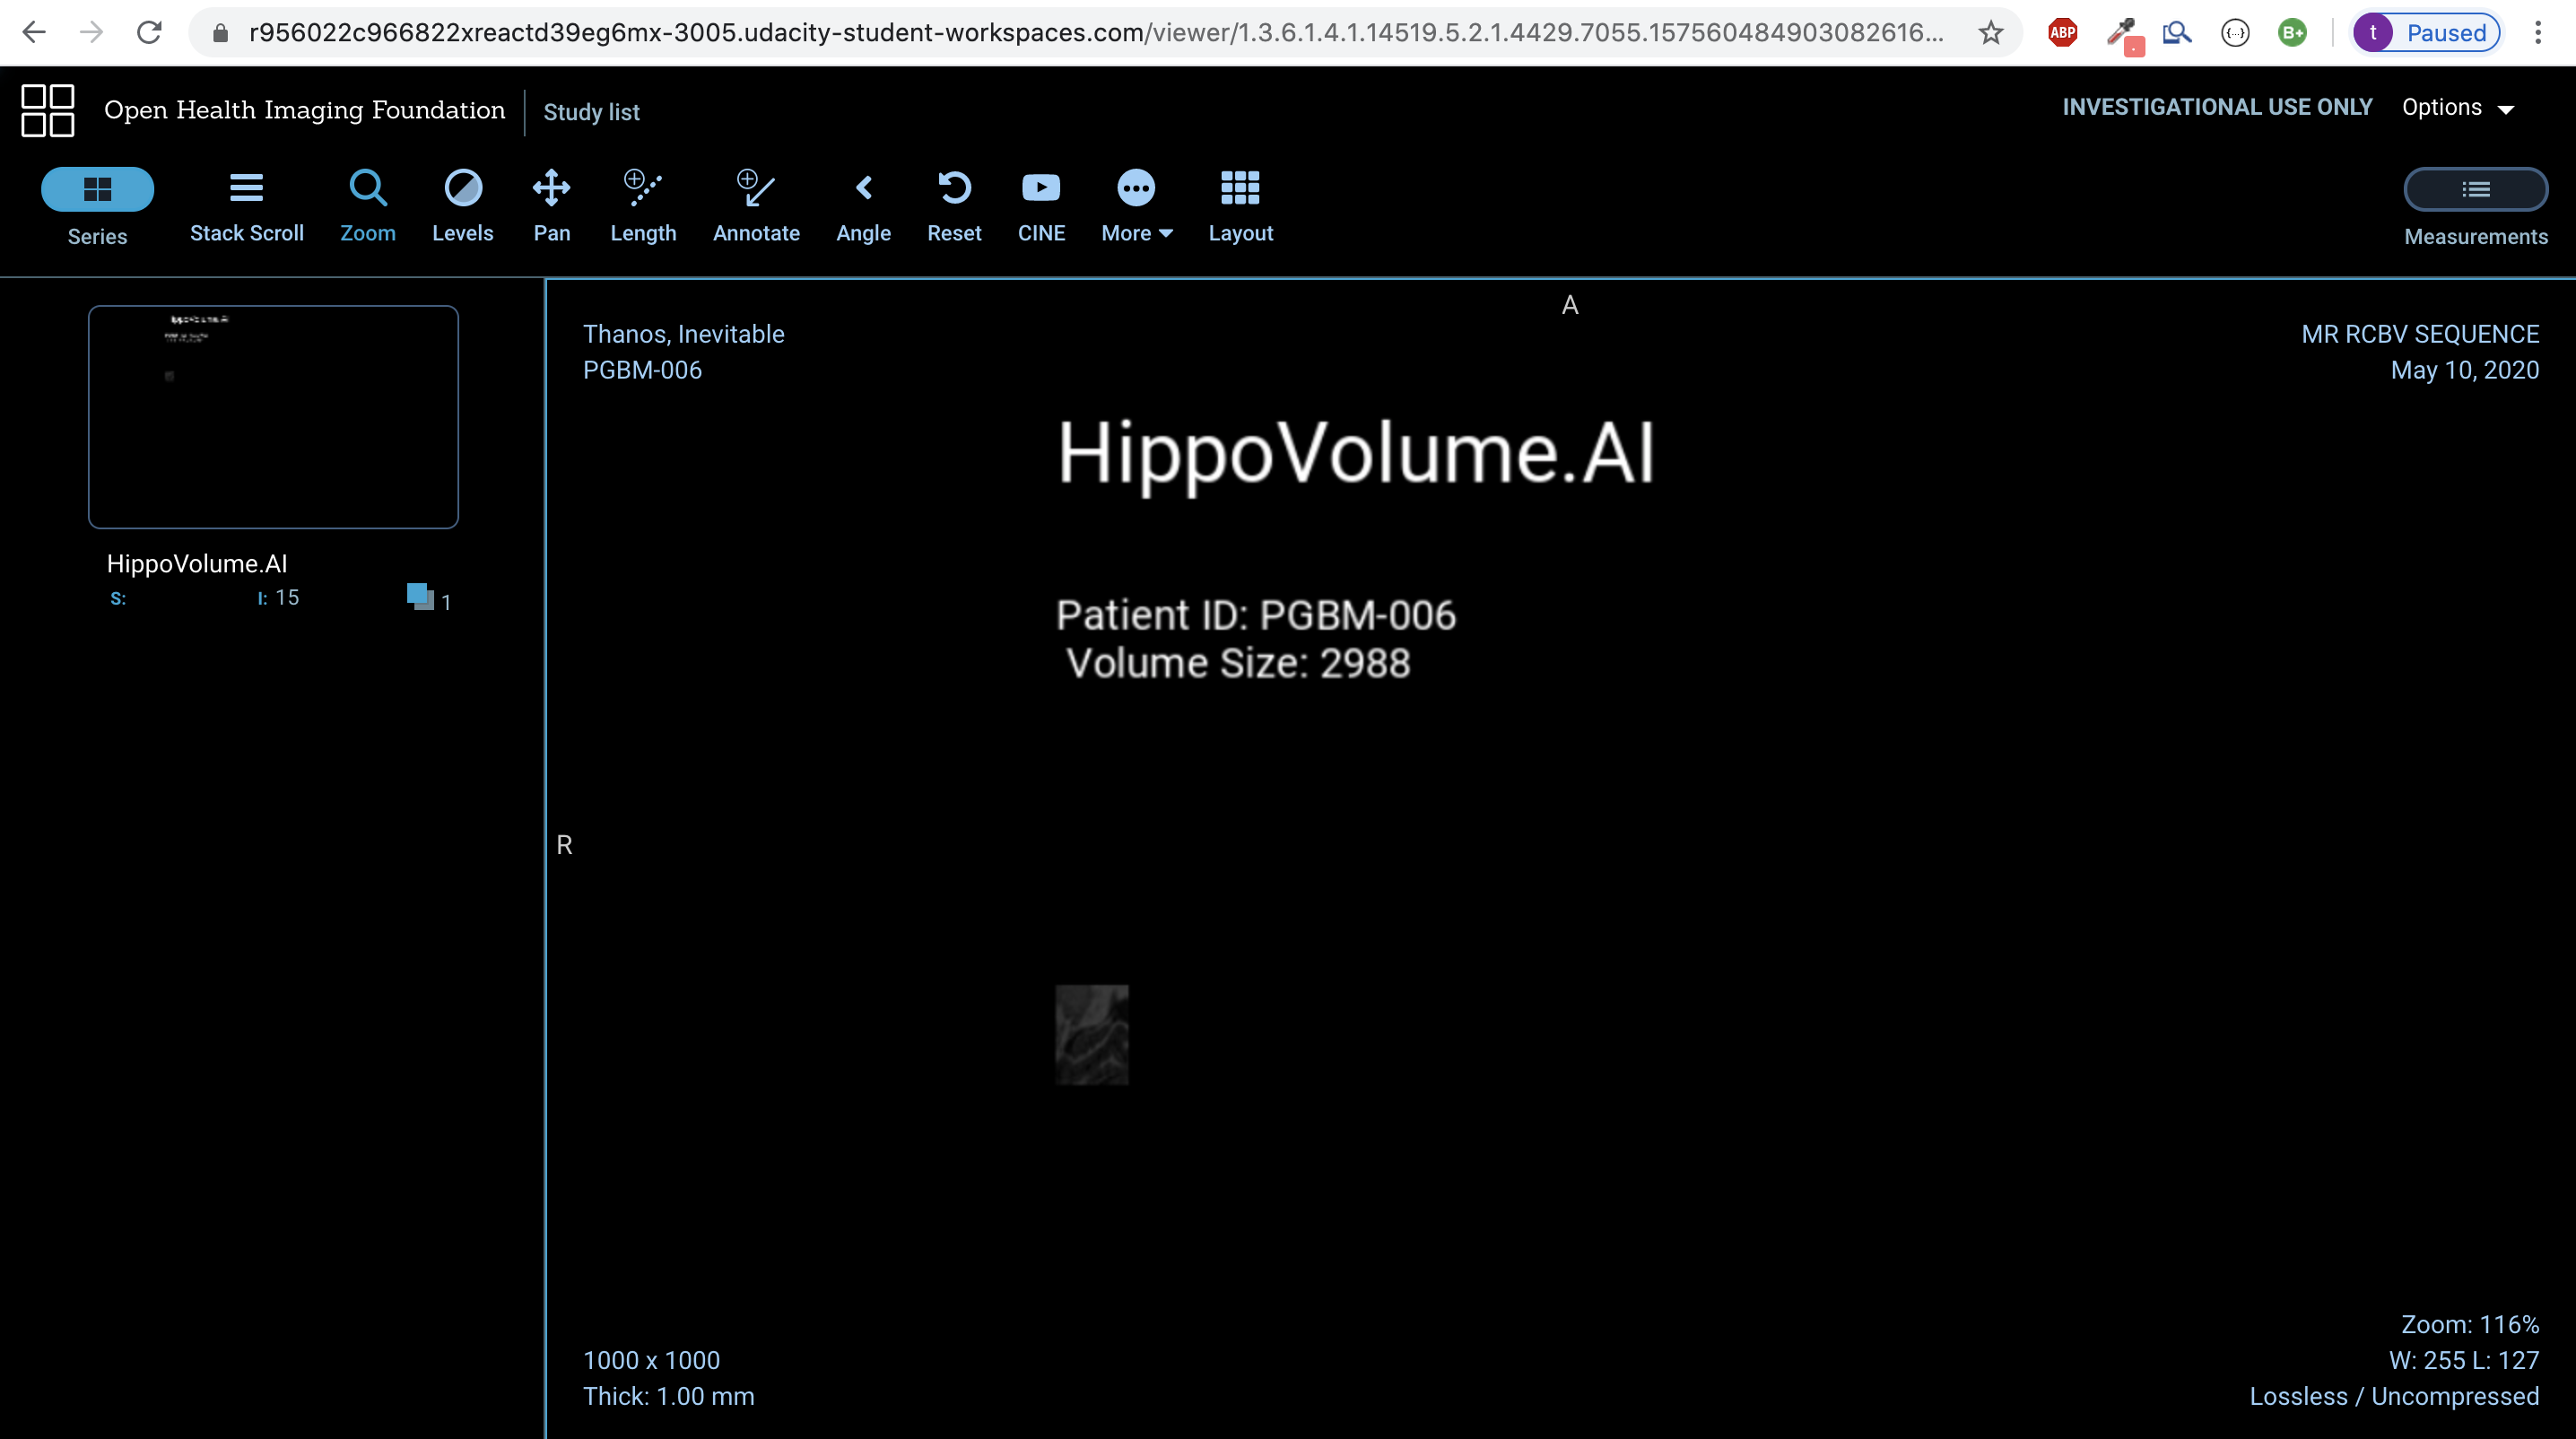 r956022c966822xreactd39eg6mx-3005.udacity-student-workspaces.com/viewer/1.3.6.1.4.1.14519.5.2.1.4429.7055.157560484903082616...
ABP
{...}
B+
t
Paused
Open Health Imaging Foundation
Study list
INVESTIGATIONAL USE ONLY
Options
Series
Stack Scroll
Zoom
Levels
Pan
Length
Annotate
Angle
Reset
CINE
More
Layout
Measurements
HippoVolume.AI
S:
I: 15
1
A
Thanos, Inevitable
PGBM-006
MR RCBV SEQUENCE
May 10, 2020
HippoVolume.AI
Patient ID: PGBM-006
Volume Size: 2988
R
1000 x 1000
Thick: 1.00 mm
Zoom: 116%
W: 255 L: 127
Lossless / Uncompressed